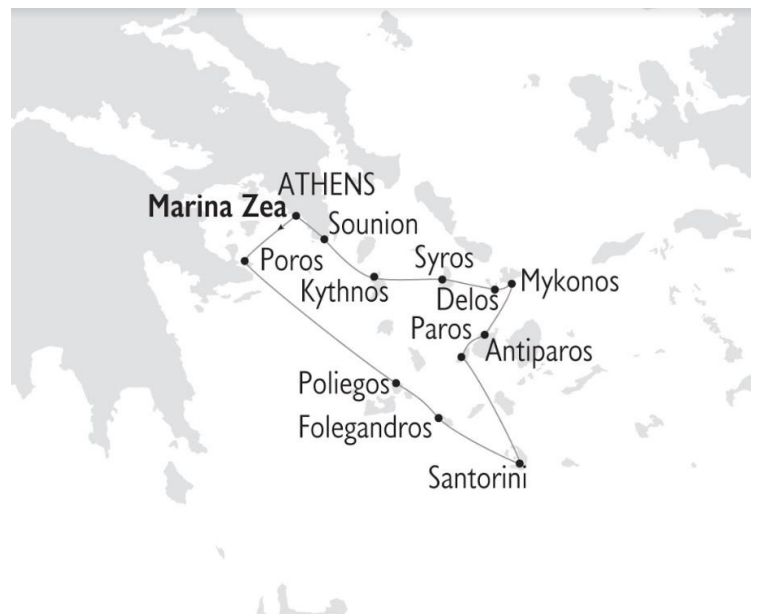 ATHENS
Marina Zea
Sounion
Poros
Syros
Kythnos
Delos
Mykonos
Paros
Antiparos
Poliegos
Folegandros
Santorini